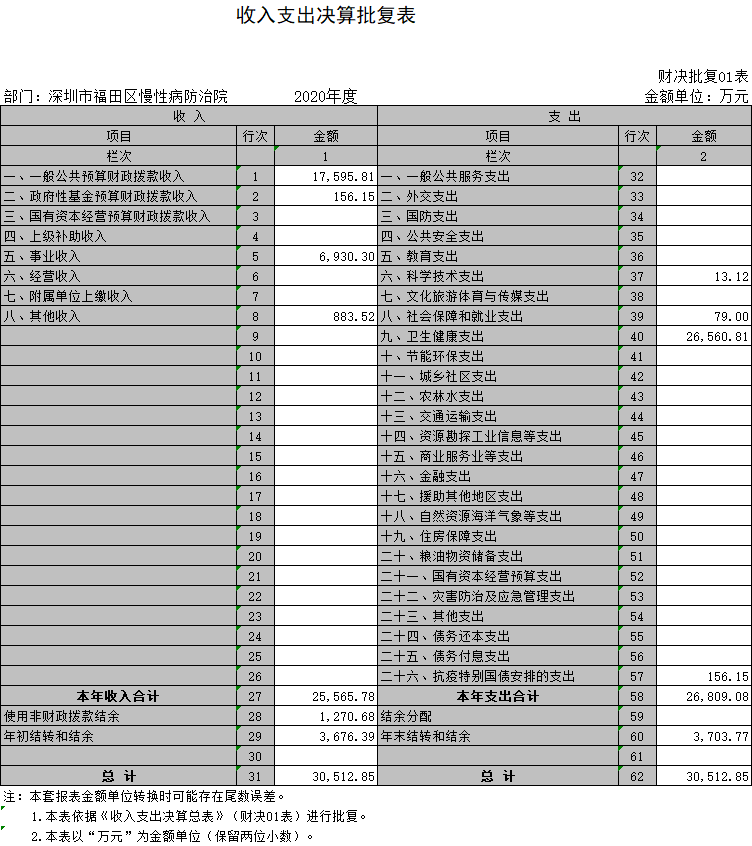 收入支出决算批复表
财决批复01表
部门：深圳市福田区慢性病防治院 2020年度 金额单位：万元
收 入 支 出
项目 行次 金额 项目 行次 金额
栏次 1 栏次 2
一、一般公共预算财政拨款收入 1 17,595.81 一、一般公共服务支出 32
二、政府性基金预算财政拨款收入 2 156.15 二、外交支出 33
三、国有资本经营预算财政拨款收入 3 三、国防支出 34
四、上级补助收入 4 四、公共安全支出 35
五、事业收入 5 6,930.30 五、教育支出 36
六、经营收入 6 六、科学技术支出 37 13.12
七、附属单位上缴收入 7 七、文化旅游体育与传媒支出 38
八、其他收入 8 883.52 八、社会保障和就业支出 39 79.00
9 九、卫生健康支出 40 26,560.81
10 十、节能环保支出 41
11 十一、城乡社区支出 42
12 十二、农林水支出 43
13 十三、交通运输支出 44
14 十四、资源勘探工业信息等支出 45
15 十五、商业服务业等支出 46
16 十六、金融支出 47
17 十七、援助其他地区支出 48
18 十八、自然资源海洋气象等支出 49
19 十九、住房保障支出 50
20 二十、粮油物资储备支出 51
21 二十一、国有资本经营预算支出 52
22 二十二、灾害防治及应急管理支出 53
23 二十三、其他支出 54
24 二十四、债务还本支出 55
25 二十五、债务付息支出 56
26 二十六、抗疫特别国债安排的支出 57 156.15
本年收入合计 27 25,565.78 本年支出合计 58 26,809.08
使用非财政拨款结余 28 1,270.68 结余分配 59
年初结转和结余 29 3,676.39 年末结转和结余 60 3,703.77
30 61
总 计 31 30,512.85 总 计 62 30,512.85
注：本套报表金额单位转换时可能存在尾数误差。
1.本表依据《收入支出决算总表》（财决01表）进行批复。
2.本表以“万元”为金额单位（保留两位小数）。